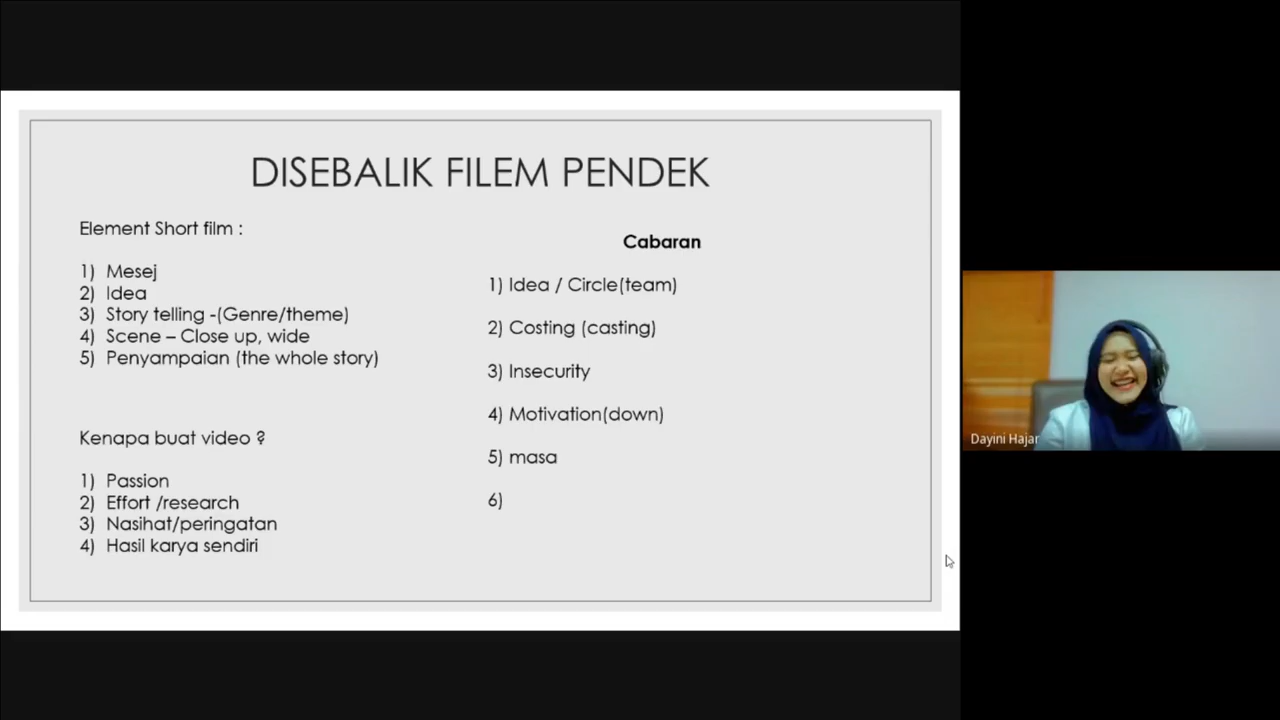 DISEBALIK FILEM PENDEK
Element Short film :
1) Mesej
2) Idea
3) Story telling -(Genre/theme)
4) Scene – Close up, wide
5) Penyampaian (the whole story)
Kenapa buat video ?
1) Passion
2) Effort /research
3) Nasihat/peringatan
4) Hasil karya sendiri
Cabaran
1) Idea / Circle(team)
2) Costing (casting)
3) Insecurity
4) Motivation(down)
5) masa
6)
Dayini Hajar